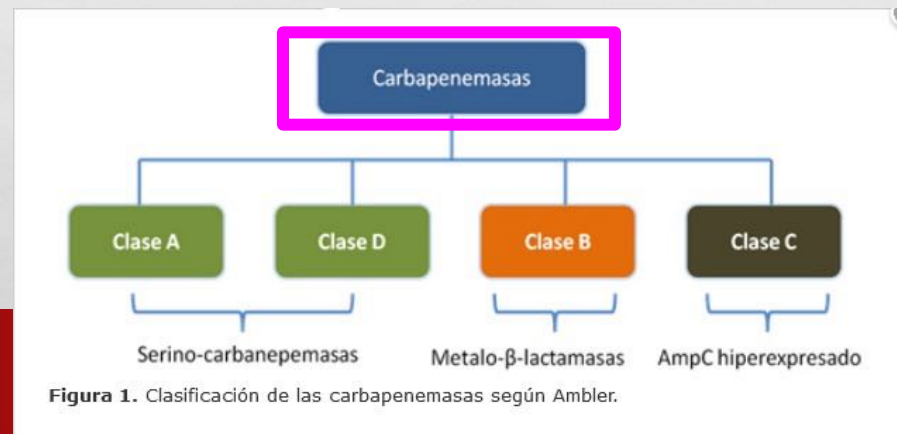 Carbapenemasas
Clase A Clase D Clase B Clase C
Serino-carbanepemasas Metalo-β-lactamasas AmpC hiperexpresado
Figura 1. Clasificación de las carbapenemasas según Ambler.